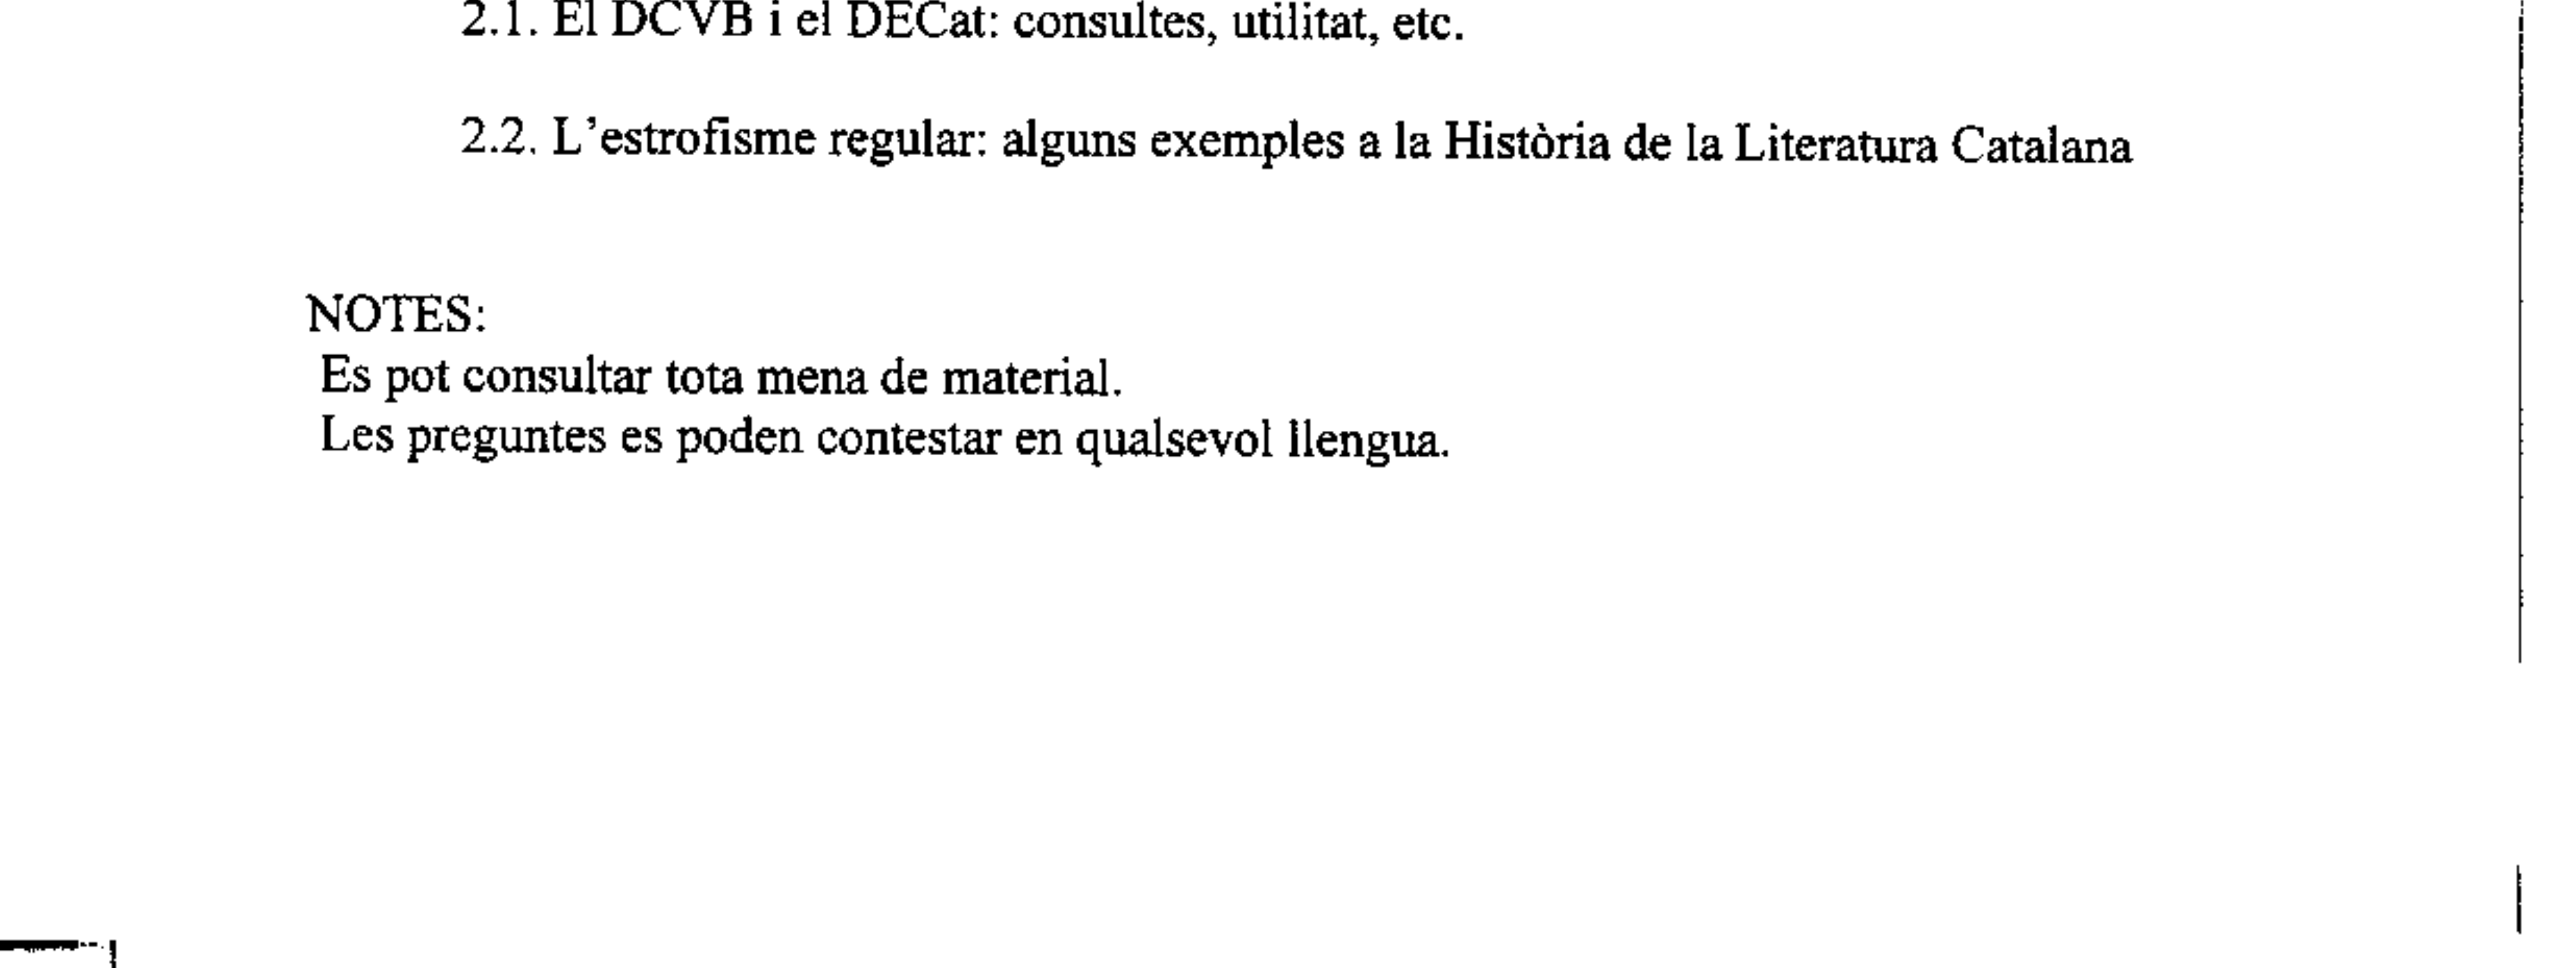 2.1. El DCVB i el DECat: consultes, utilitat, etc.
2.2. L'estrofisme regular: alguns exemples a la Història de la Literatura Catalana
NOTES:
Es pot consultar tota mena de material.
Les preguntes es poden contestar en qualsevol llengua.